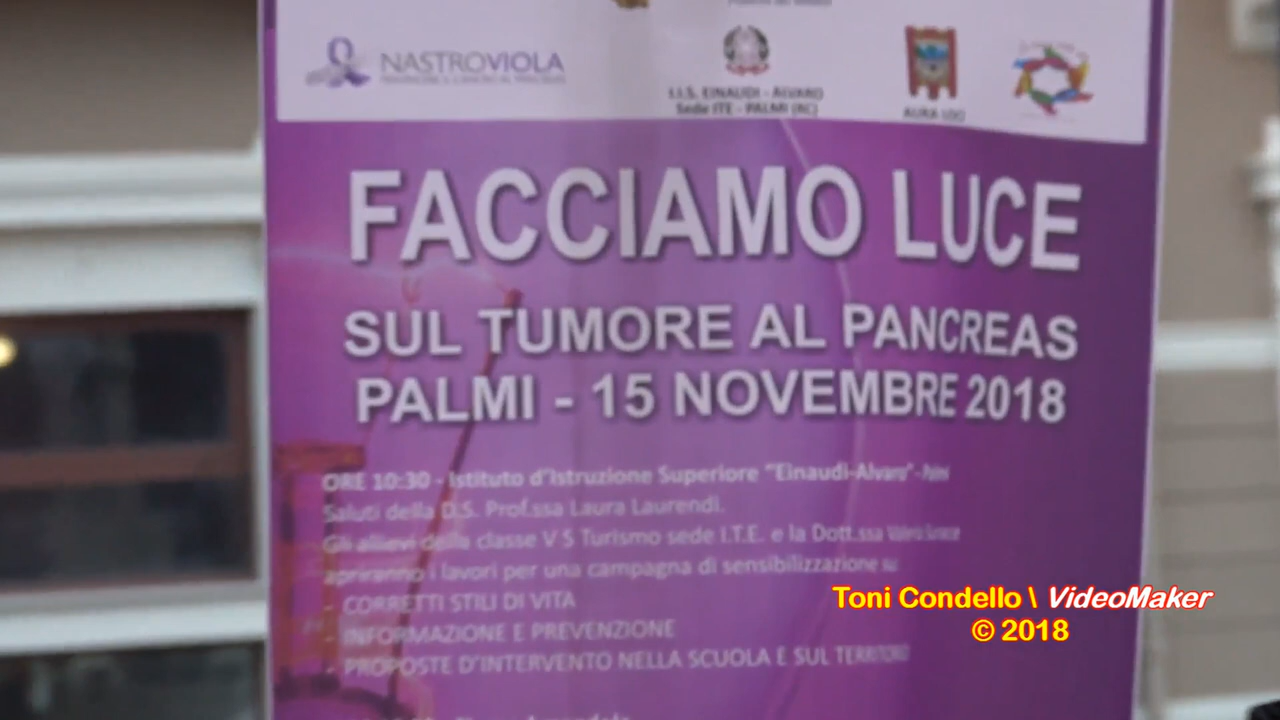 NASTROVIOLA
I.I.S. EINAUDI - ALVARO
Sede ITE - PALMI (RC)
FACCIAMO LUCE
SUL TUMORE AL PANCREAS
PALMI - 15 NOVEMBRE 2018
ORE 10:30 - Istituto d'Istruzione Superiore "Einaudi-Alvaro" - Palmi
Saluti della D.S. Prof.ssa Laura Laurendi.
Gli allievi della classe V S Turismo sede I.T.E. e la Dott.ssa
apriranno i lavori per una campagna di sensibilizzazione su
- CORRETTI STILI DI VITA
- INFORMAZIONE E PREVENZIONE
- PROPOSTE D'INTERVENTO NELLA SCUOLA E SUL TERRITORIO
Toni Condello \ VideoMaker
© 2018